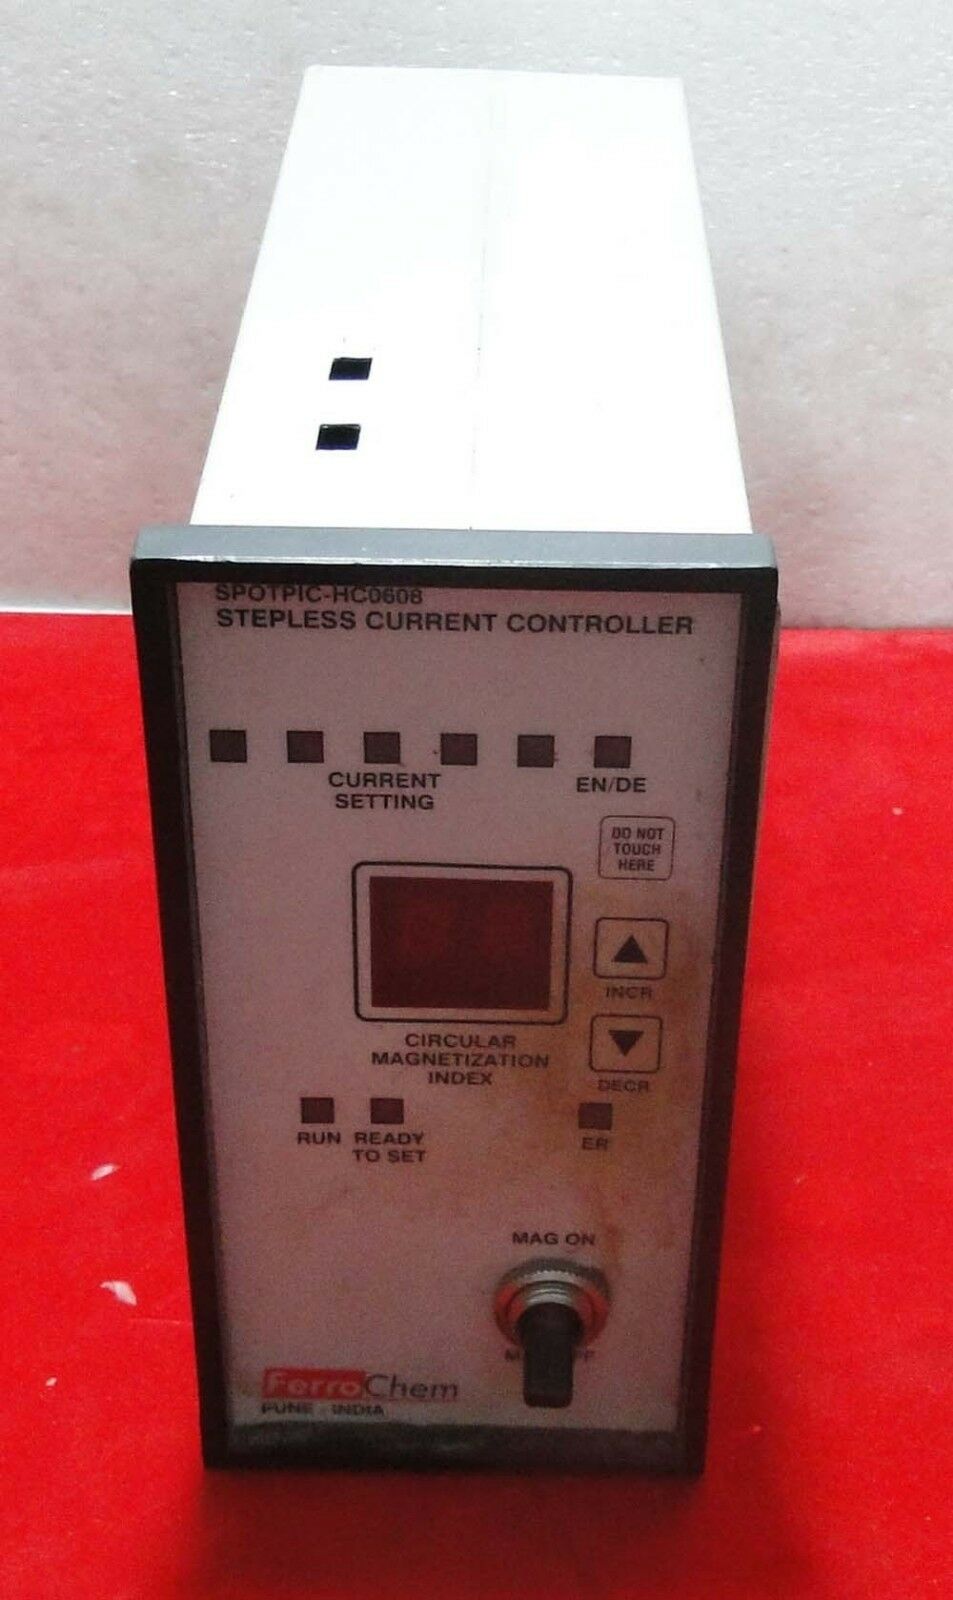 SPOTPIC-HC0608
STEPLESS CURRENT CONTROLLER
CURRENT
SETTING
EN/DE
DO NOT
TOUCH
HERE
INCR
CIRCULAR
MAGNETIZATION
INDEX
DECR
RUN
READY
TO SET
ER
MAG ON
FerroChem
PUNE - INDIA